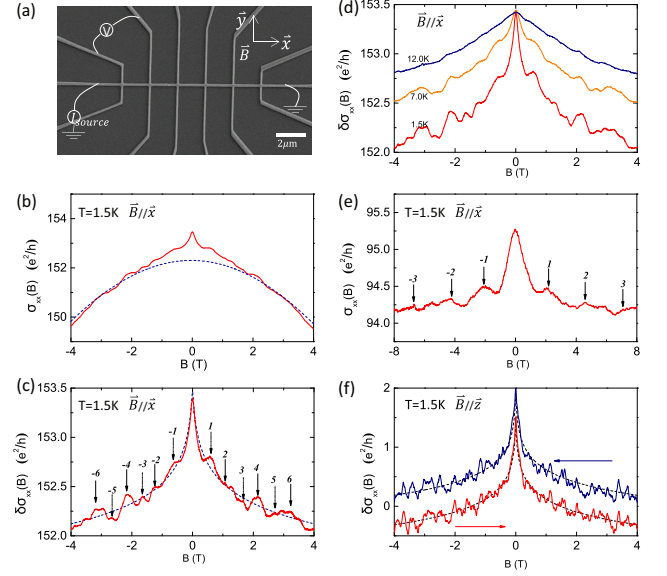 (a)
V
I source
y⃗
x⃗
B⃗
2μm
(b)
T=1.5K B⃗//x⃗
σxx(B) (e²/h)
154
152
150
-4 -2 0 2 4
B (T)
(c)
T=1.5K B⃗//x⃗
δσxx(B) (e²/h)
153.5
153.0
152.5
152.0
-6 -5 -4 -3 -2 -1 1 2 3 4 5 6
-4 -2 0 2 4
B (T)
(d)
B⃗//x⃗
δσxx(B) (e²/h)
153.5
153.0
152.5
152.0
12.0K
7.0K
1.5K
-4 -2 0 2 4
B (T)
(e)
T=1.5K B⃗//x⃗
σxx(B) (e²/h)
95.5
95.0
94.5
94.0
-3 -2 -1 1 2 3
-8 -4 0 4 8
B (T)
(f)
T=1.5K B⃗//z⃗
δσxx(B) (e²/h)
2
1
0
-4 -2 0 2 4
B (T)